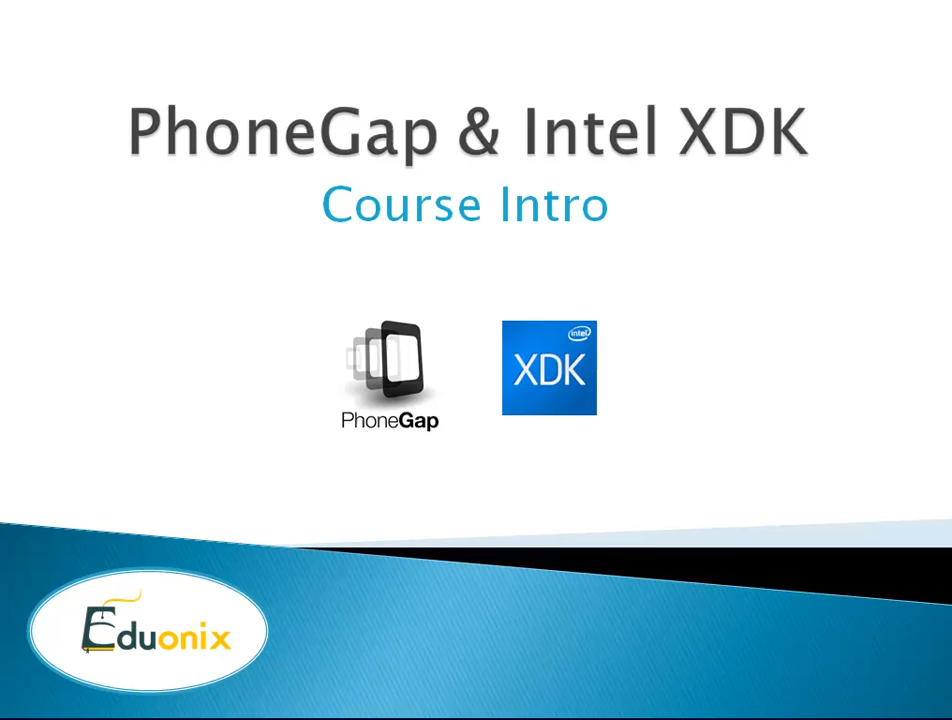 PhoneGap & Intel XDK
Course Intro
PhoneGap
intel
XDK
Eduonix